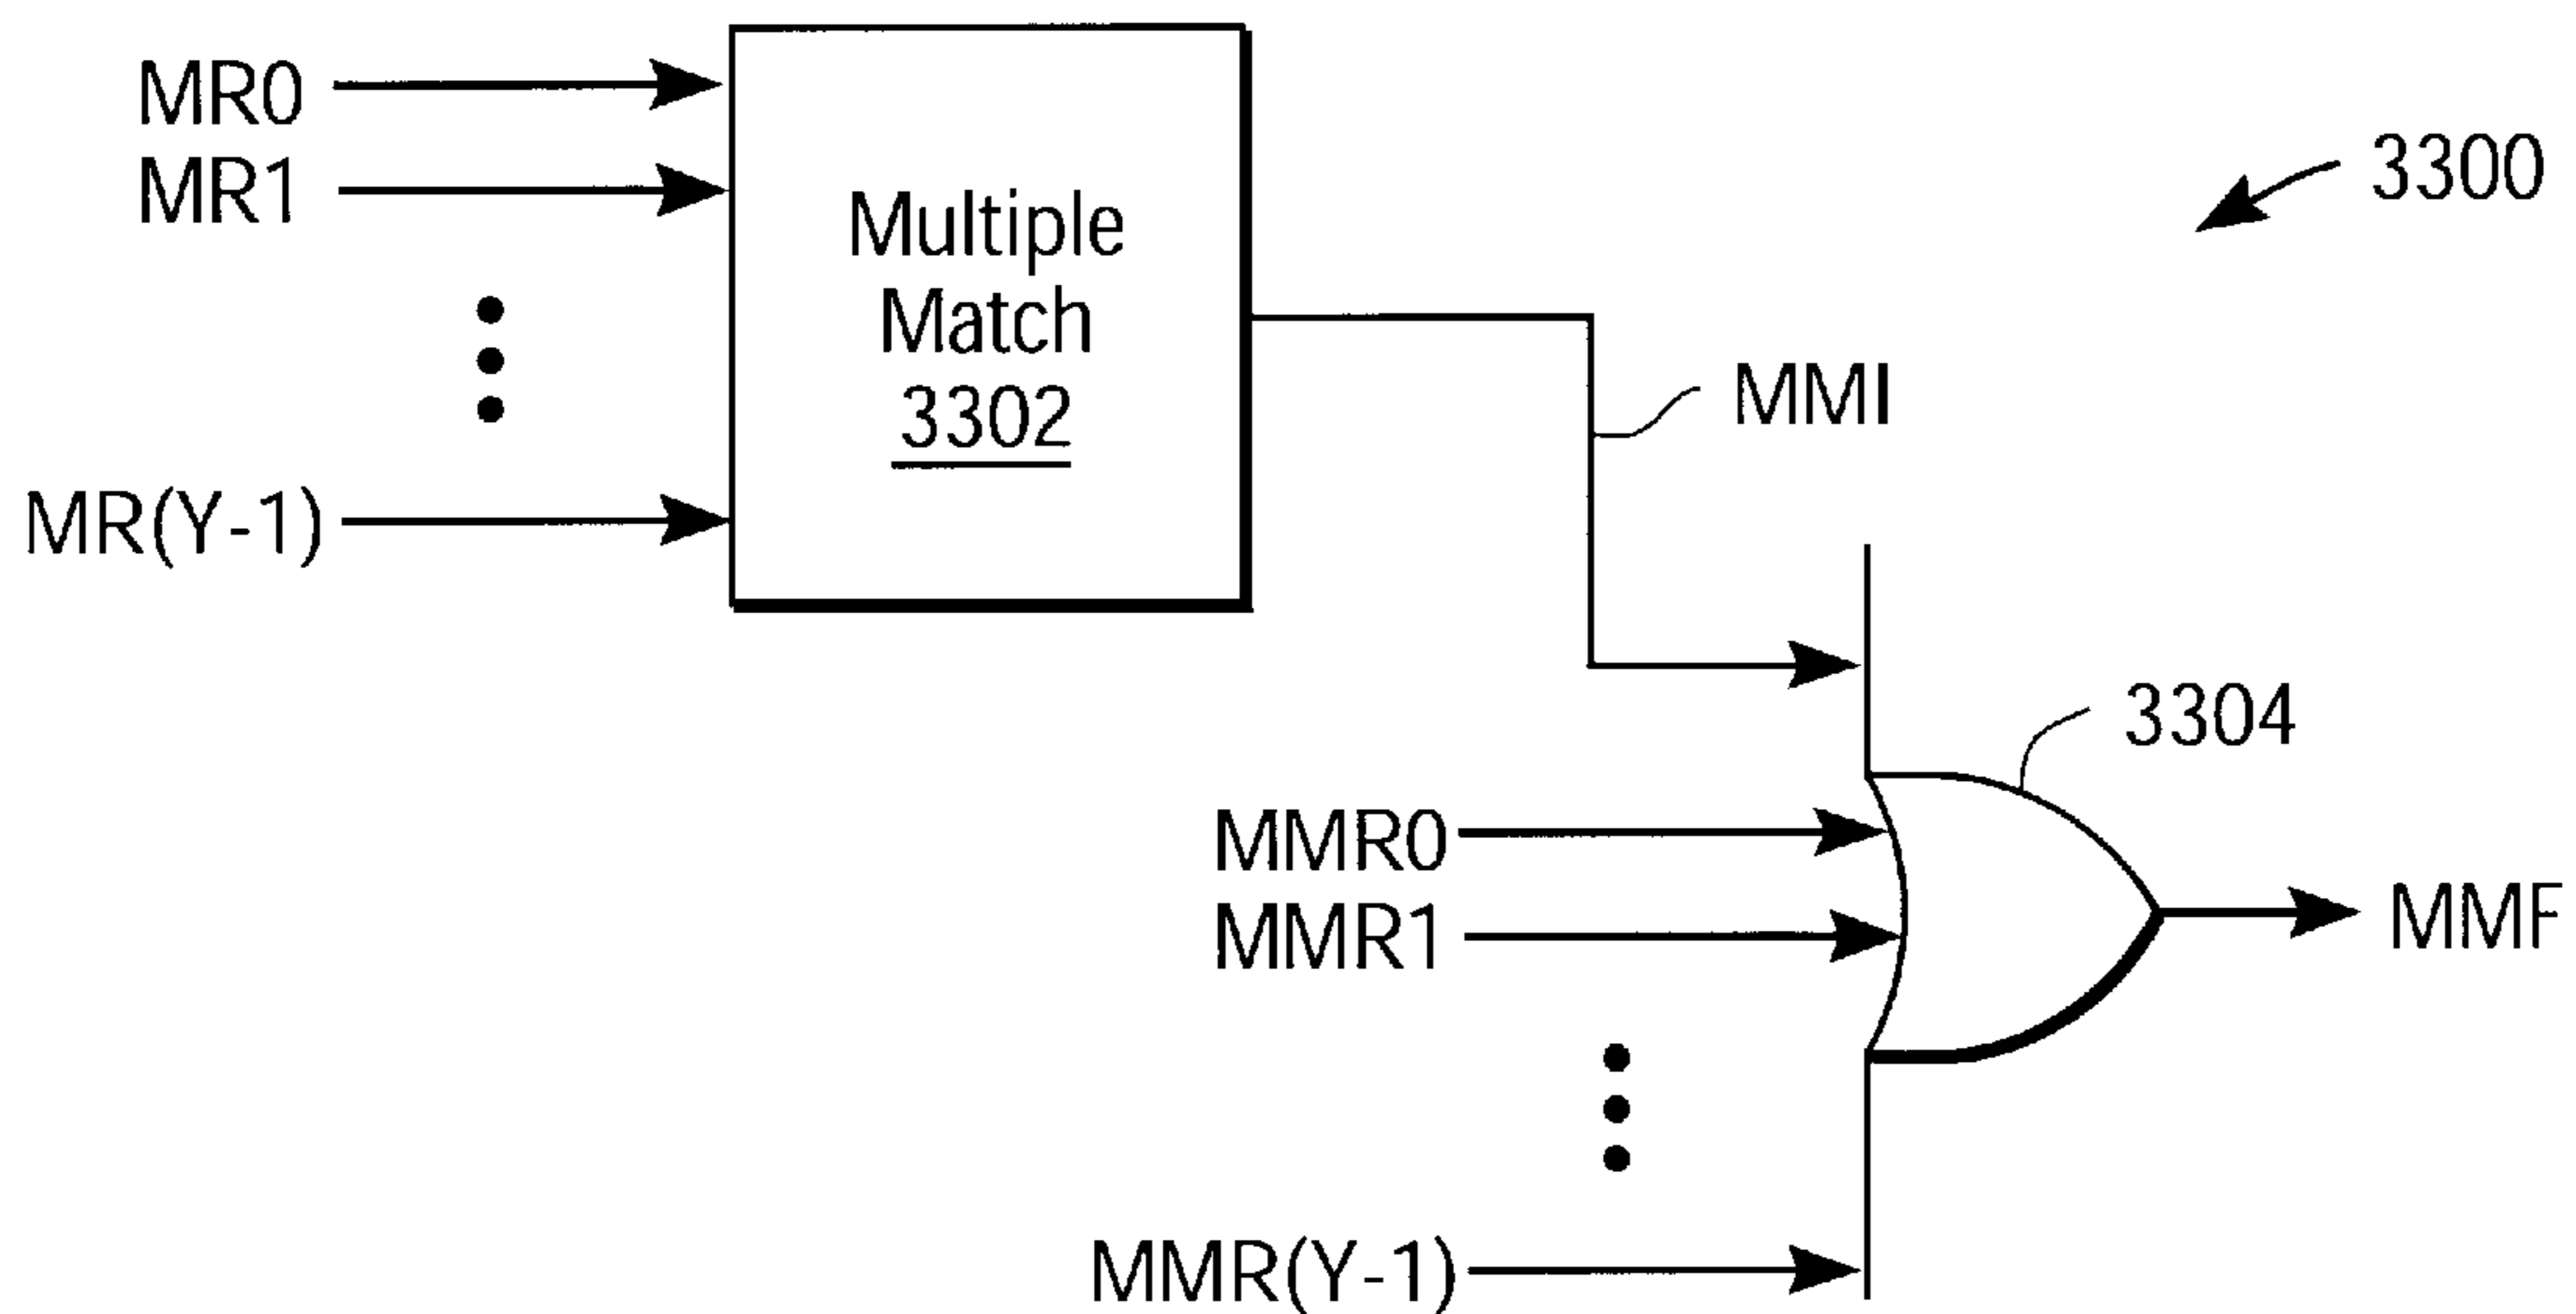 MR0
MR1
MR(Y-1)
Multiple
Match
3302
3300
MMI
3304
MMR0
MMR1
MMR(Y-1)
MMF